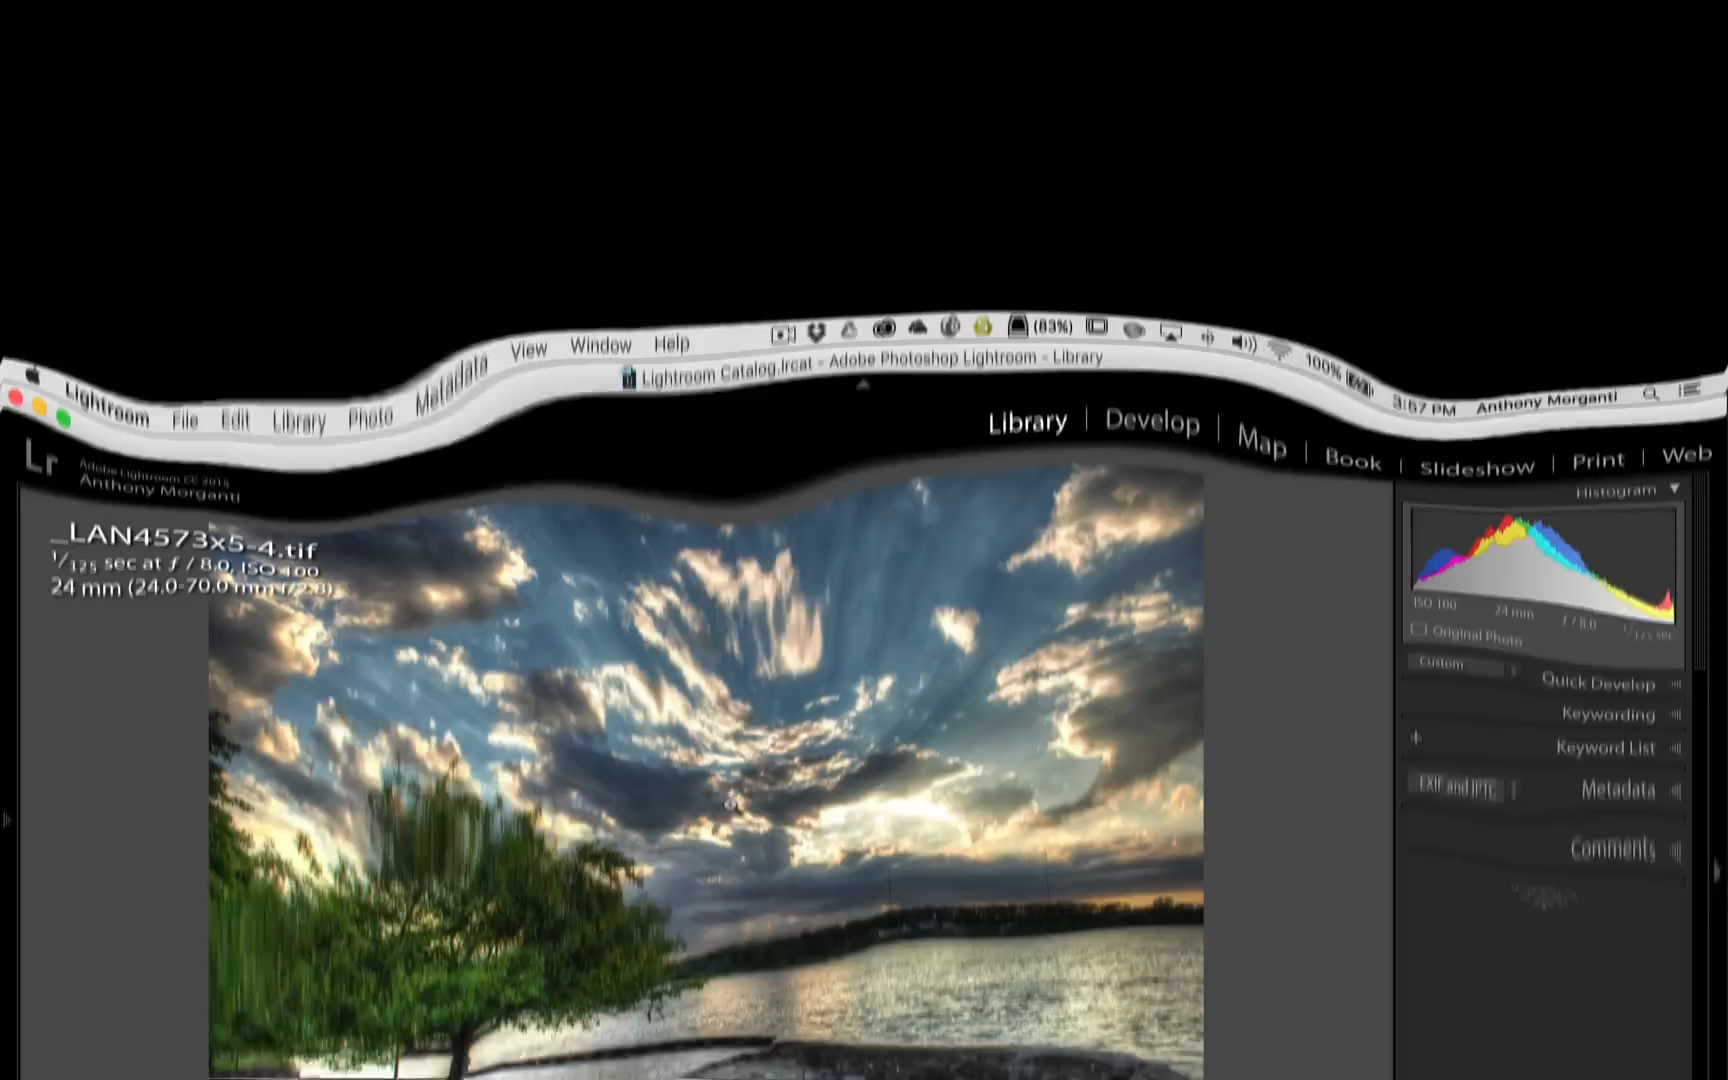 Lightroom File Edit Library Photo Metadata View Window Help (83%) 100% 3:57 PM Anthony Morganti
Lightroom Catalog.lrcat - Adobe Photoshop Lightroom - Library
Lr Adobe Lightroom CC 2015
Anthony Morganti
Library | Develop | Map | Book | Slideshow | Print | Web
Histogram
_LAN4573x5-4.tif
1/125 sec at f / 8.0, ISO 100
24 mm (24.0-70.0 mm f/2.8)
ISO 100 24 mm f / 8.0 1/125 sec
Original Photo
Custom Quick Develop
Keywording
+ Keyword List
EXIF and IPTC Metadata
Comments